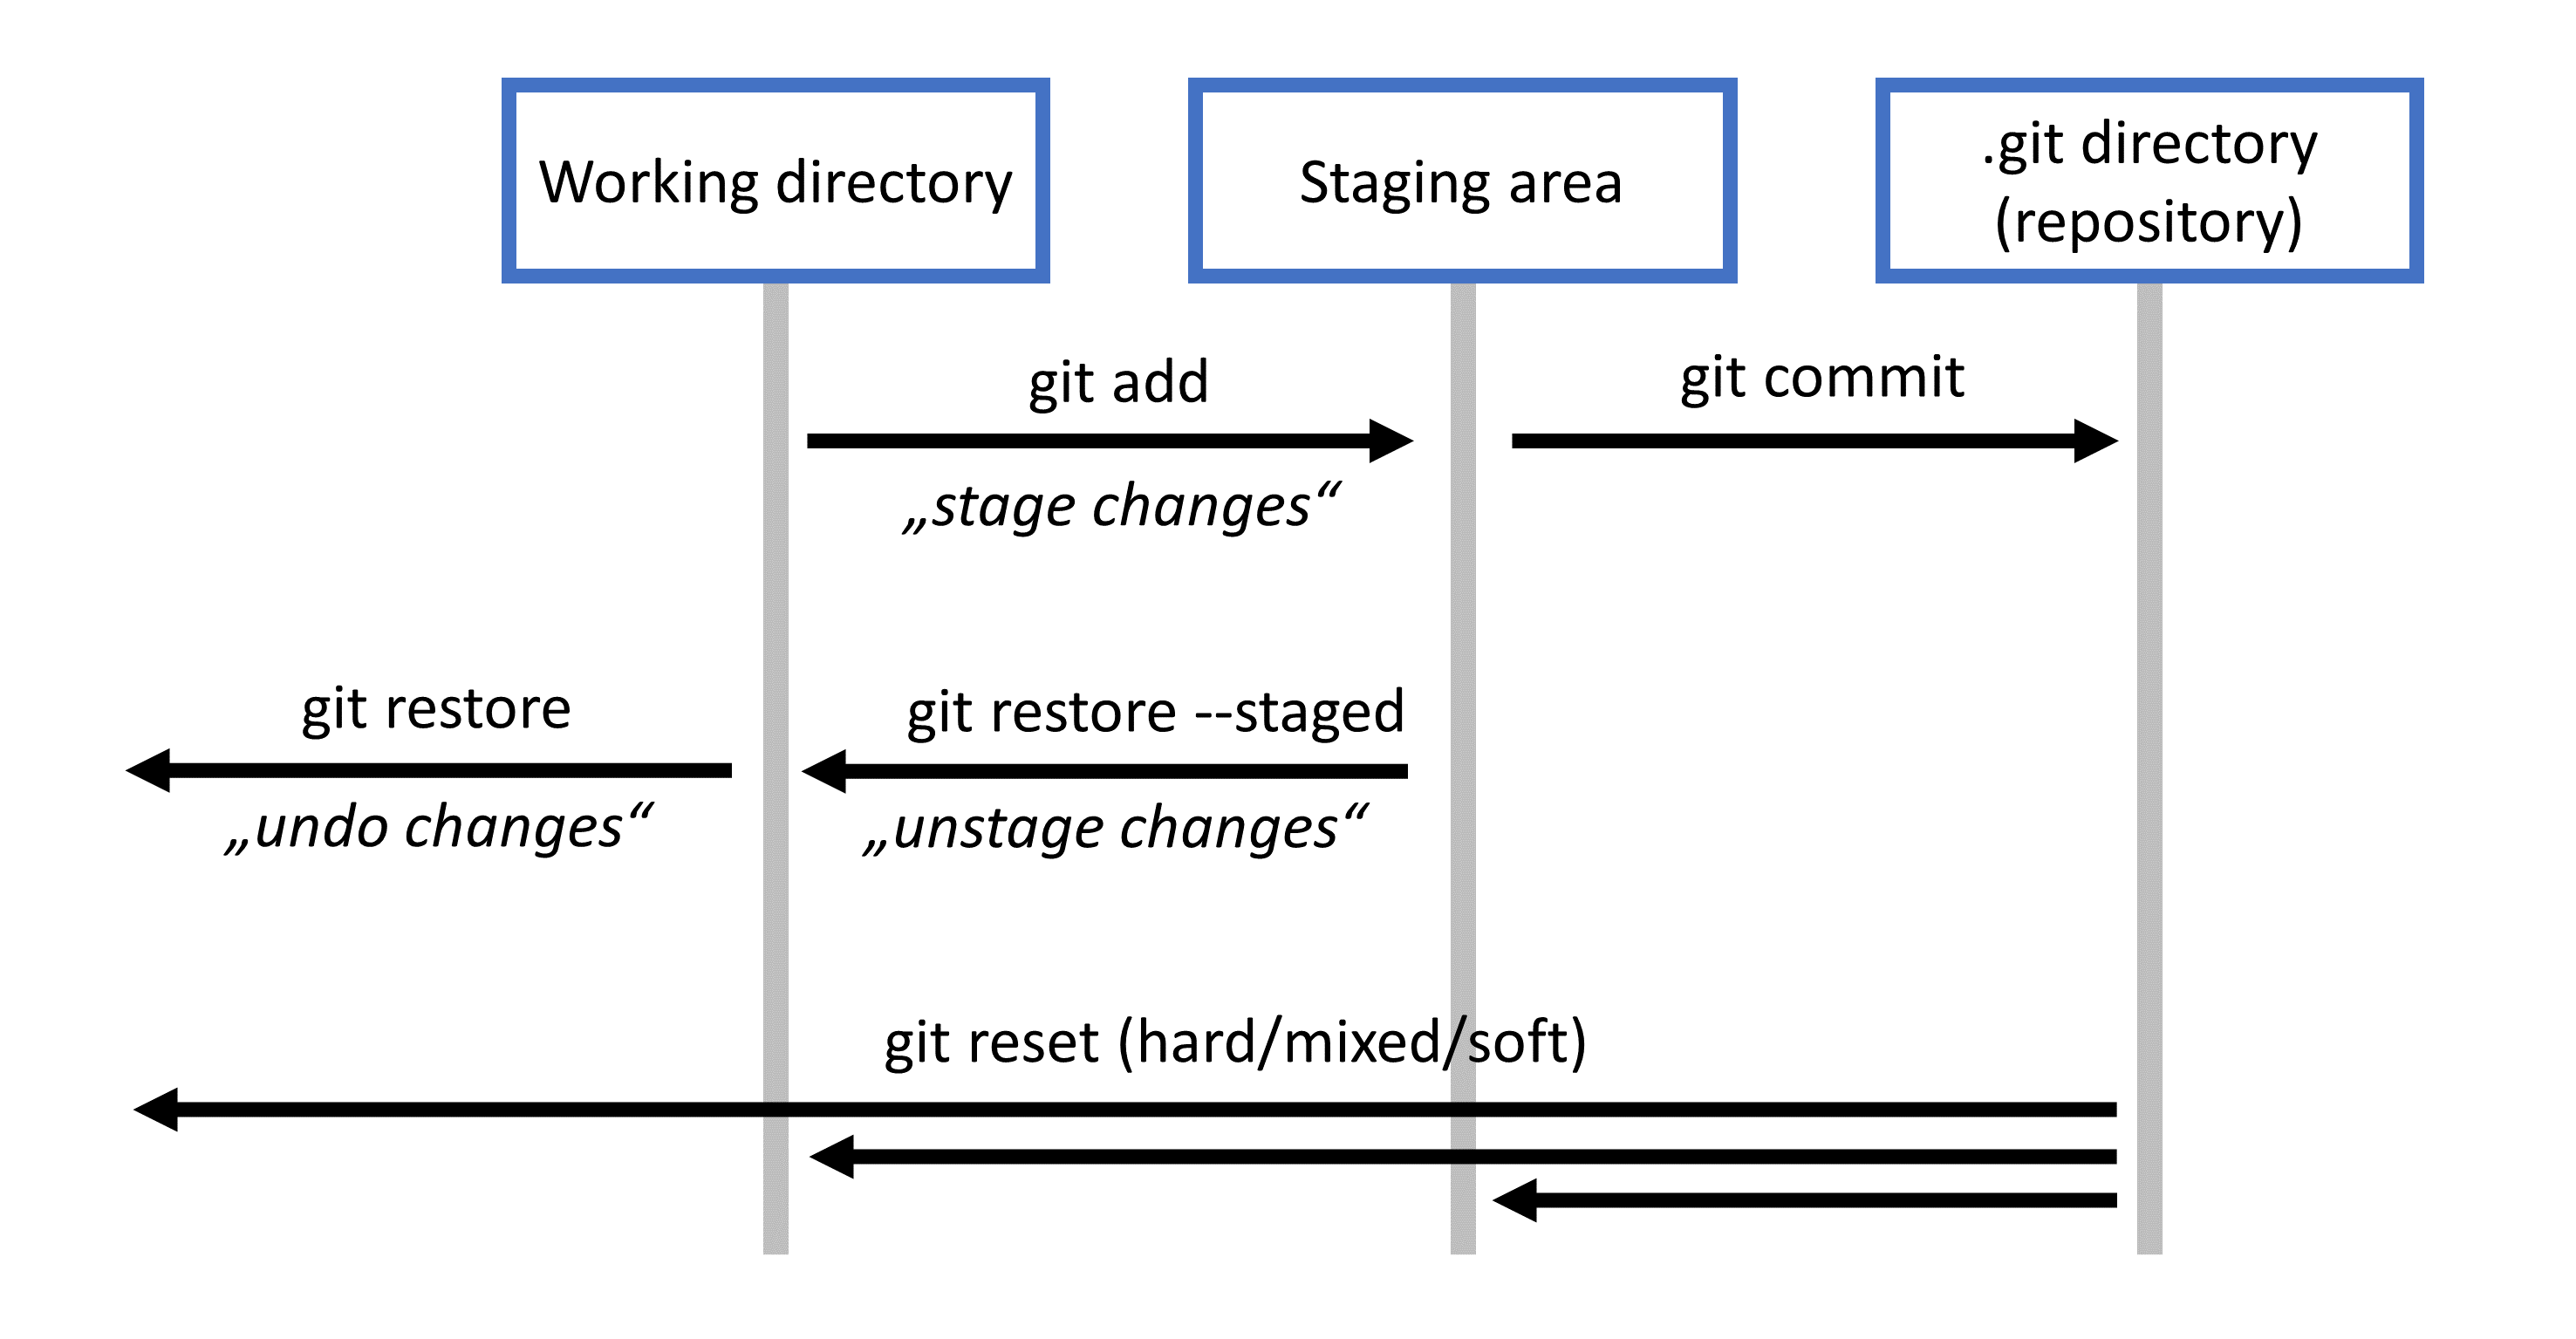 Working directory
Staging area
.git directory
(repository)
git add
„stage changes“
git commit
git restore
„undo changes“
git restore --staged
„unstage changes“
git reset (hard/mixed/soft)